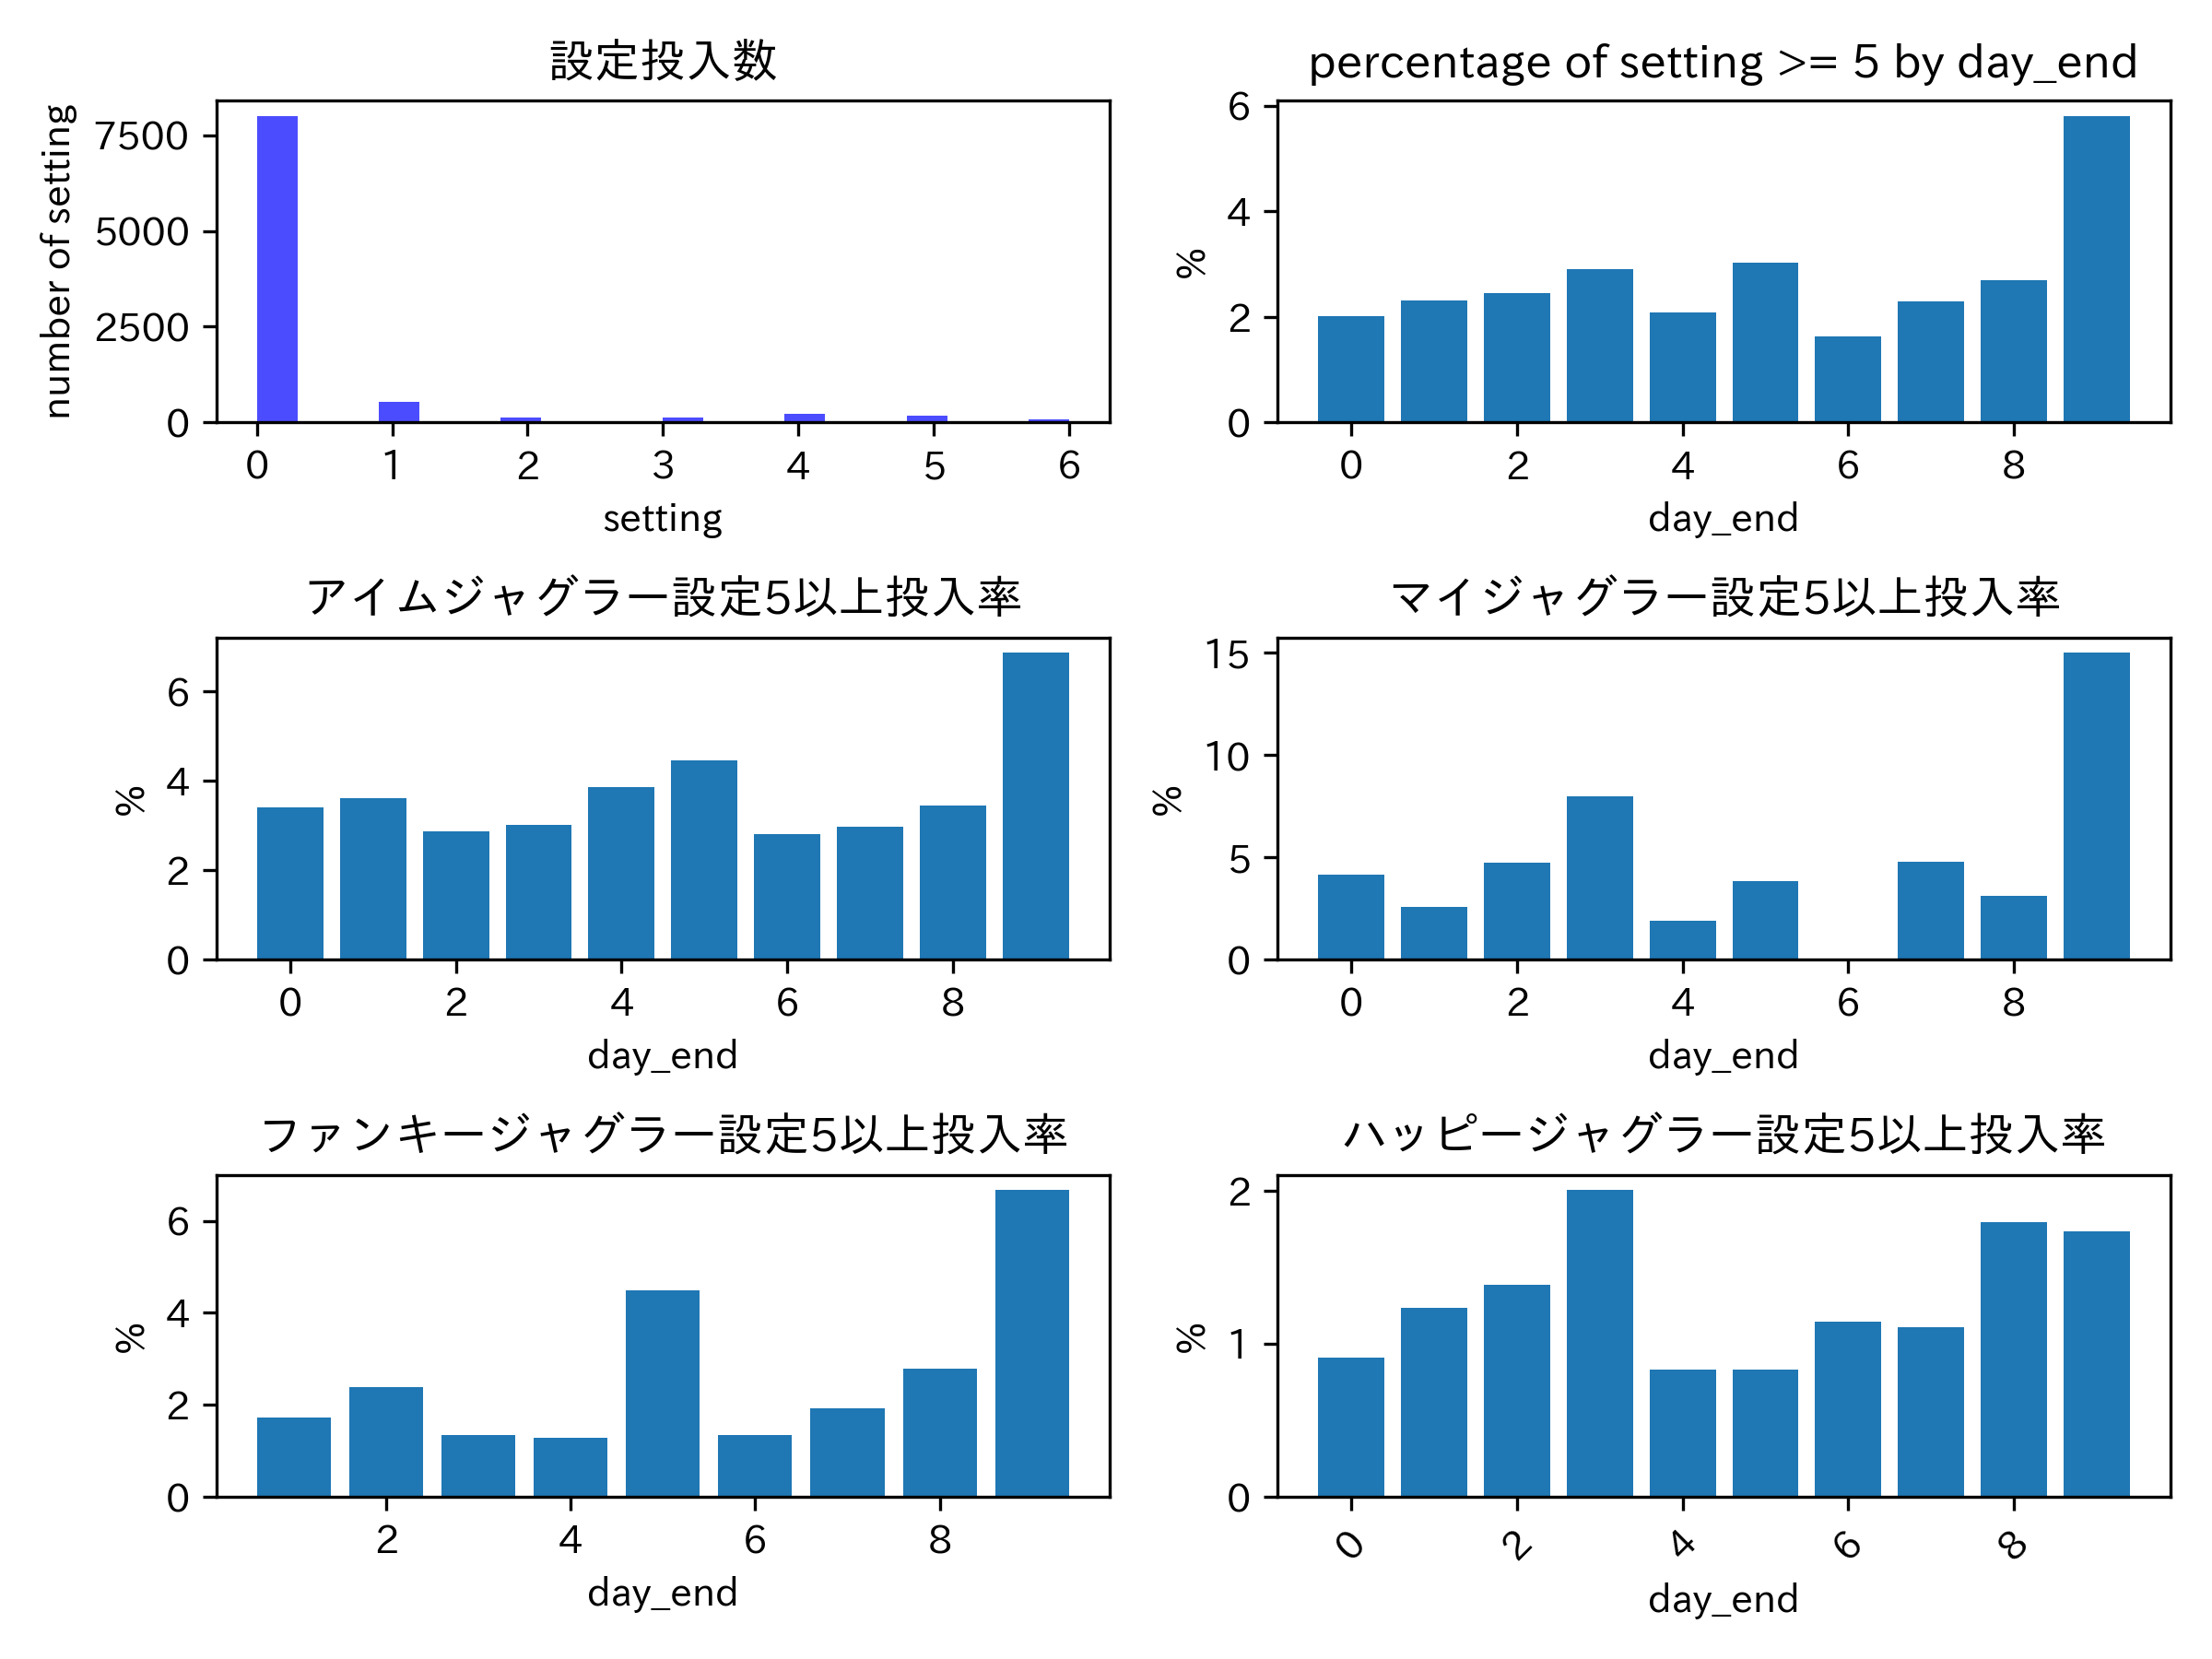 設定投入数
number of setting
7500
5000
2500
0
0 1 2 3 4 5 6
setting
percentage of setting >= 5 by day_end
%
6
4
2
0
0 2 4 6 8
day_end
アイムジャグラー設定5以上投入率
%
6
4
2
0
0 2 4 6 8
day_end
マイジャグラー設定5以上投入率
%
15
10
5
0
0 2 4 6 8
day_end
ファンキージャグラー設定5以上投入率
%
6
4
2
0
2 4 6 8
day_end
ハッピージャグラー設定5以上投入率
%
2
1
0
0 2 4 6 8
day_end